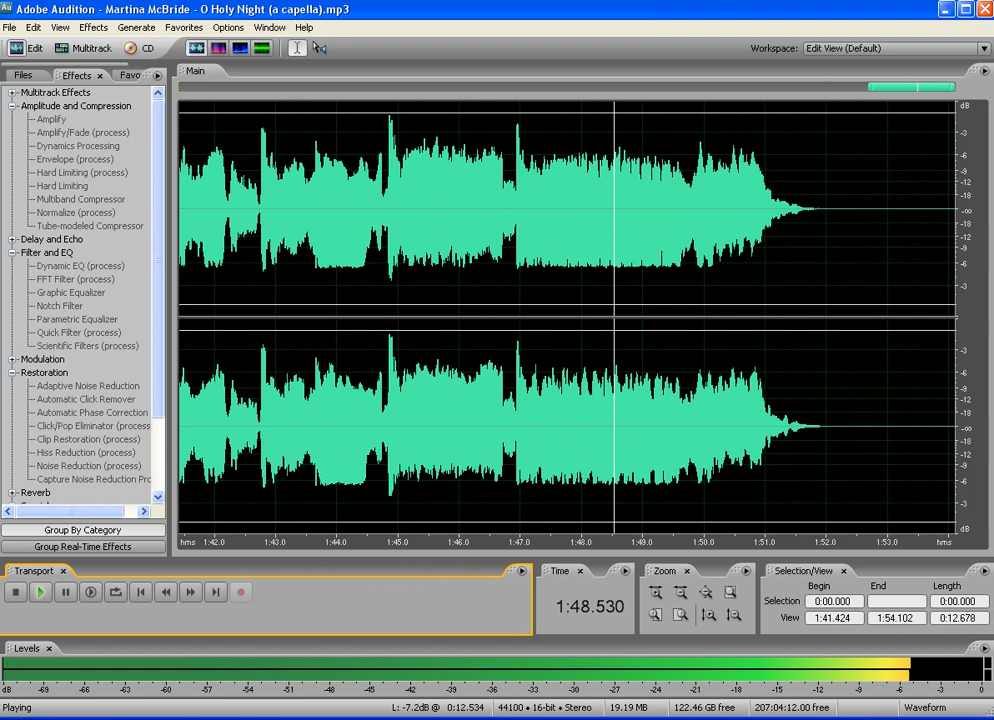 Au Adobe Audition - Martina McBride - O Holy Night (a capella).mp3
File Edit View Effects Generate Favorites Options Window Help
Edit Multitrack CD Workspace: Edit View (Default)
Files Effects Favo Main
Multitrack Effects
Amplitude and Compression
Amplify
Amplify/Fade (process)
Dynamics Processing
Envelope (process)
Hard Limiting (process)
Hard Limiting
Multiband Compressor
Normalize (process)
Tube-modeled Compressor
Delay and Echo
Filter and EQ
Dynamic EQ (process)
FFT Filter (process)
Graphic Equalizer
Notch Filter
Parametric Equalizer
Quick Filter (process)
Scientific Filters (process)
Modulation
Restoration
Adaptive Noise Reduction
Automatic Click Remover
Automatic Phase Correction
Click/Pop Eliminator (process)
Clip Restoration (process)
Hiss Reduction (process)
Noise Reduction (process)
Capture Noise Reduction Pro
Reverb
Group By Category
Group Real-Time Effects
dB
-3
-6
-9
-12
-18
-∞
-18
-12
-9
-6
-3
-3
-6
-9
-12
-18
-∞
-18
-12
-9
-6
-3
dB
hms 1:42.0 1:43.0 1:44.0 1:45.0 1:46.0 1:47.0 1:48.0 1:49.0 1:50.0 1:51.0 1:52.0 1:53.0 hms
Transport
Time
1:48.530
Zoom
Selection/View
Begin End Length
Selection 0:00.000 0:00.000
View 1:41.424 1:54.102 0:12.678
Levels
dB -69 -66 -63 -60 -57 -54 -51 -48 -45 -42 -39 -36 -33 -30 -27 -24 -21 -18 -15 -12 -9 -6 -3 0
Playing L: -7.2dB @ 0:12.534 44100 • 16-bit • Stereo 19.19 MB 122.46 GB free 207:04:12.00 free Waveform